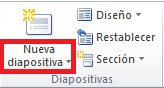 Nueva
diapositiva
Diseño
Restablecer
Sección
Diapositivas